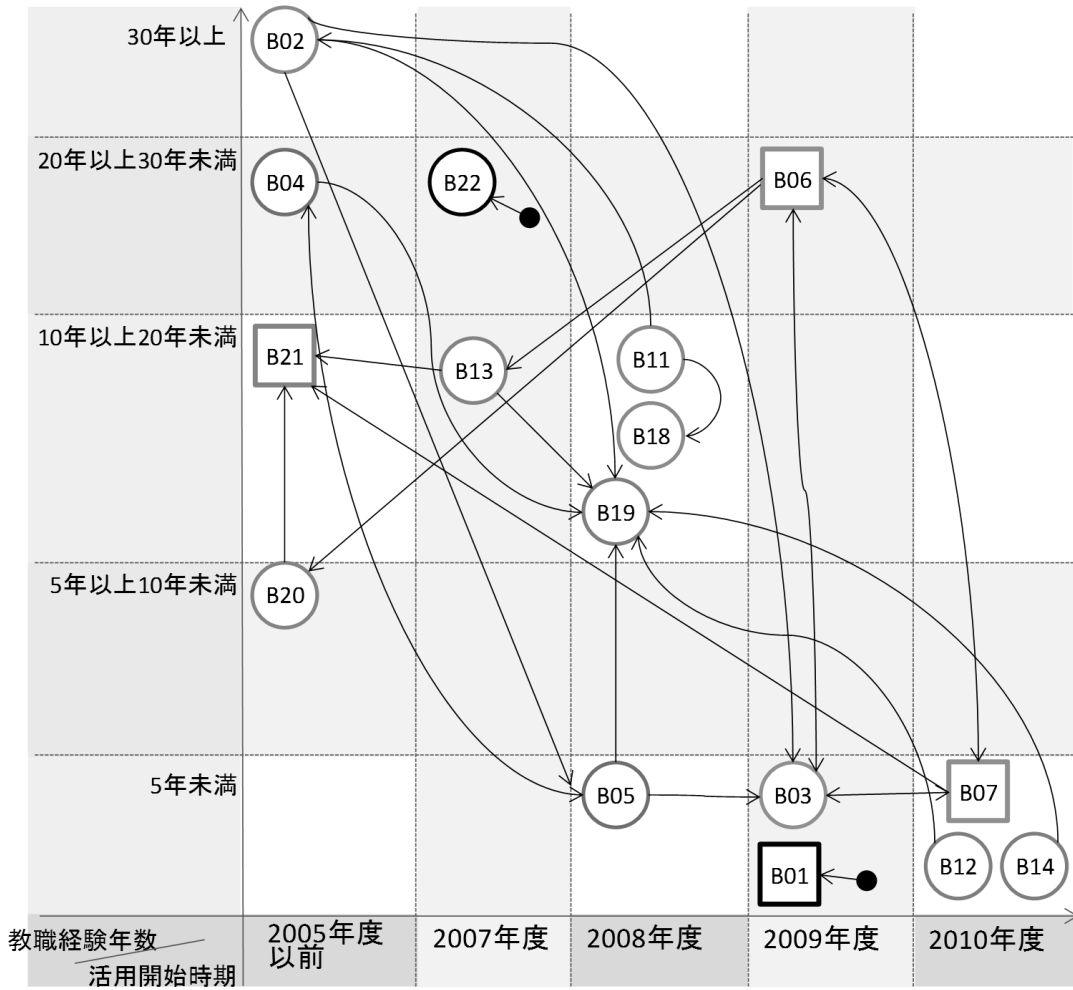 30年以上
B02
20年以上30年未満
B04
B22
B06
10年以上20年未満
B21
B13
B11
B18
B19
5年以上10年未満
B20
5年未満
B05
B03
B07
B01
B12
B14
教職経験年数
活用開始時期
2005年度
以前
2007年度
2008年度
2009年度
2010年度